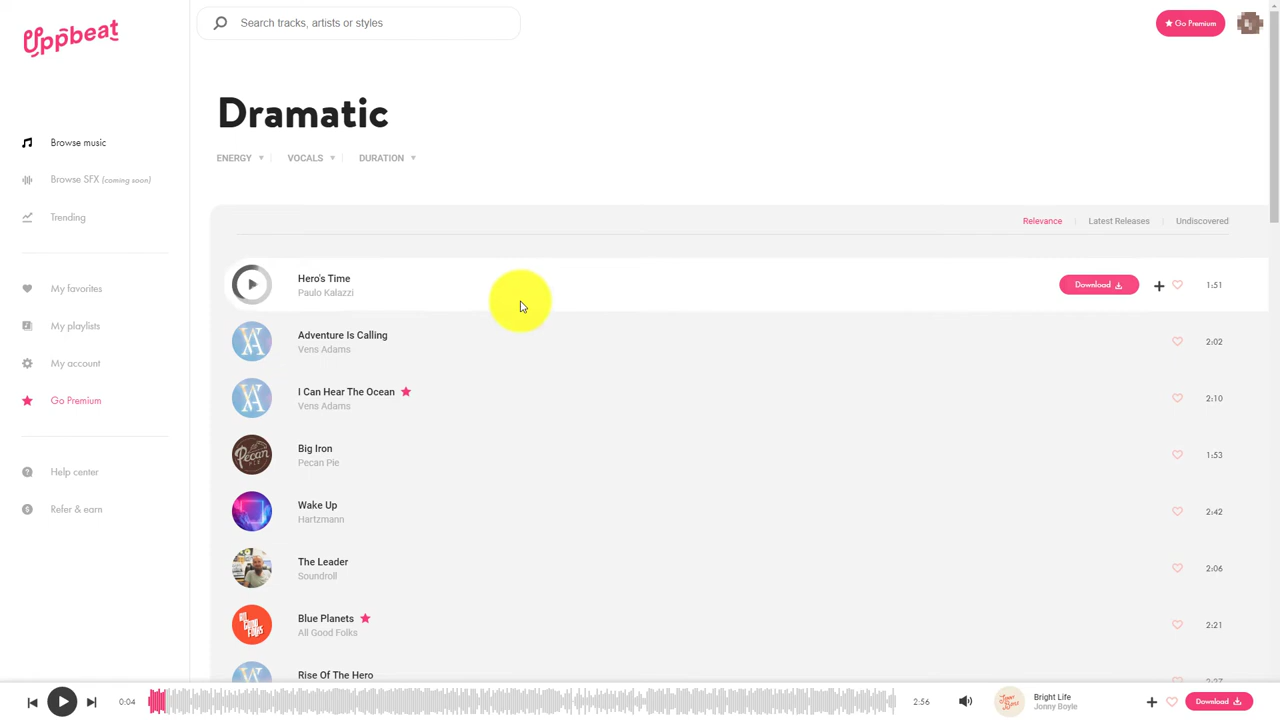 Uppbeat
Search tracks, artists or styles
Go Premium
Browse music
Browse SFX (coming soon)
Trending
My favorites
My playlists
My account
Go Premium
Help center
Refer & earn
Dramatic
ENERGY
VOCALS
DURATION
Relevance
Latest Releases
Undiscovered
Hero's Time
Paulo Kalazzi
Download
1:51
Adventure Is Calling
Vens Adams
2:02
I Can Hear The Ocean
Vens Adams
2:10
Big Iron
Pecan Pie
1:53
Wake Up
Hartzmann
2:42
The Leader
Soundroll
2:06
Blue Planets
All Good Folks
2:21
Rise Of The Hero
2:27
0:04
2:56
Bright Life
Jonny Boyle
Download